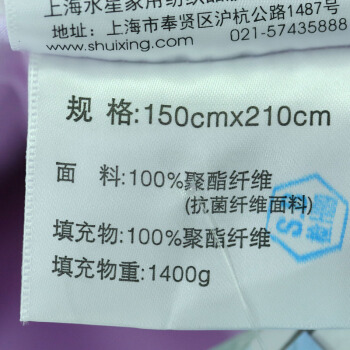 上海水星家用纺织品
地址：上海市奉贤区沪杭公路1487号
www.shuixing.com 021-57435888
规 格:150cmx210cm
面 料:100%聚酯纤维
(抗菌纤维面料)
填充物:100%聚酯纤维
填充物重:1400g